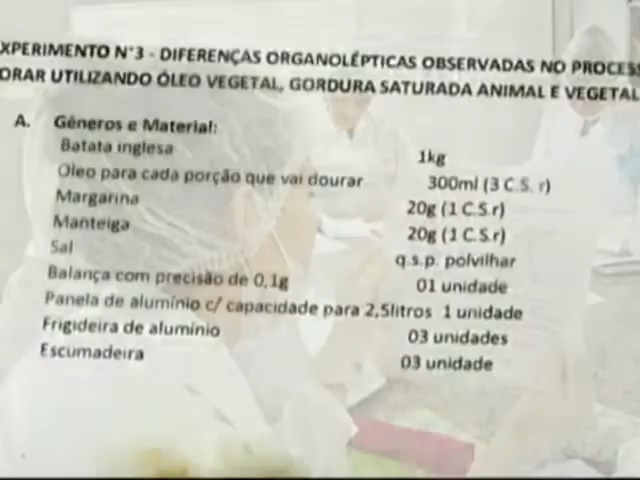 XPERIMENTO N°3 - DIFERENÇAS ORGANOLÉPTICAS OBSERVADAS NO PROCESS
ORAR UTILIZANDO ÓLEO VEGETAL, GORDURA SATURADA ANIMAL E VEGETAL
A. Gêneros e Material:
Batata inglesa 1kg
Óleo para cada porção que vai dourar 300ml (3 C.S. r)
Margarina 20g (1 C.S.r)
Manteiga 20g (1 C.S.r)
Sal q.s.p. polvilhar
Balança com precisão de 0,1g 01 unidade
Panela de alumínio c/ capacidade para 2,5litros 1 unidade
Frigideira de alumínio 03 unidades
Escumadeira 03 unidade